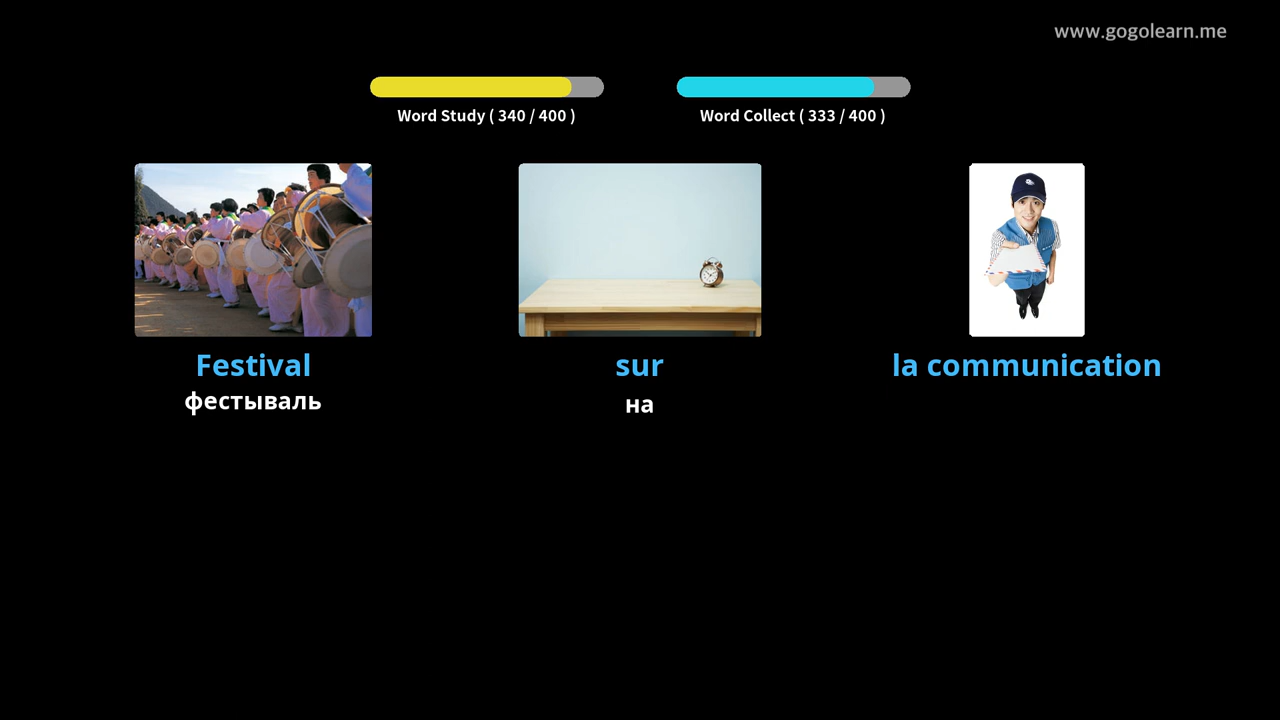 www.gogolearn.me
Word Study ( 340 / 400 )
Word Collect ( 333 / 400 )
Festival
фестываль
sur
на
la communication